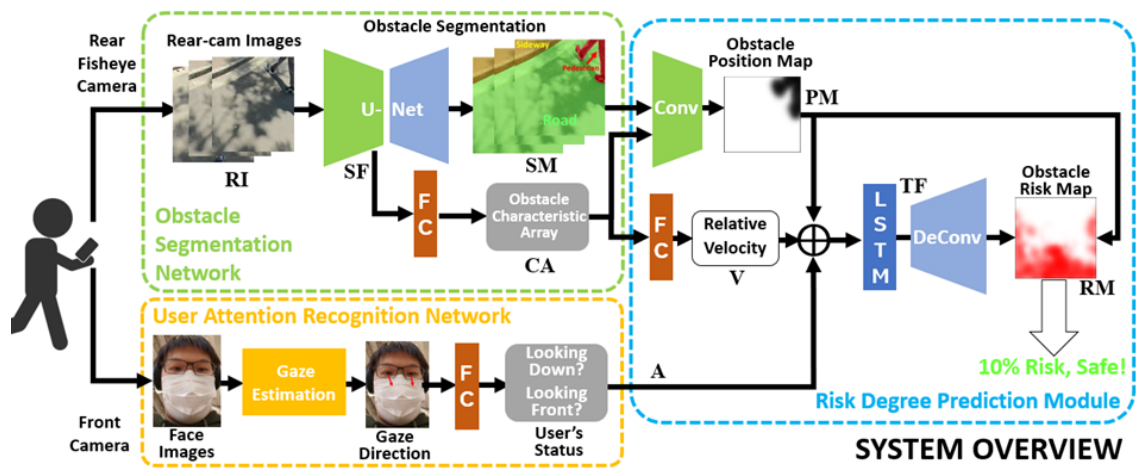 Rear
Fisheye
Camera
Rear-cam Images
RI
Obstacle Segmentation
U-
Net
SF
Sideway
Pedestrian
Road
SM
F
C
Obstacle
Characteristic
Array
CA
Obstacle
Segmentation
Network
Conv
Obstacle
Position Map
PM
F
C
Relative
Velocity
V
L
S
T
M
TF
DeConv
Obstacle
Risk Map
RM
10% Risk, Safe!
Risk Degree Prediction Module
User Attention Recognition Network
Front
Camera
Face
Images
Gaze
Estimation
Gaze
Direction
F
C
Looking
Down?
Looking
Front?
User's
Status
A
SYSTEM OVERVIEW